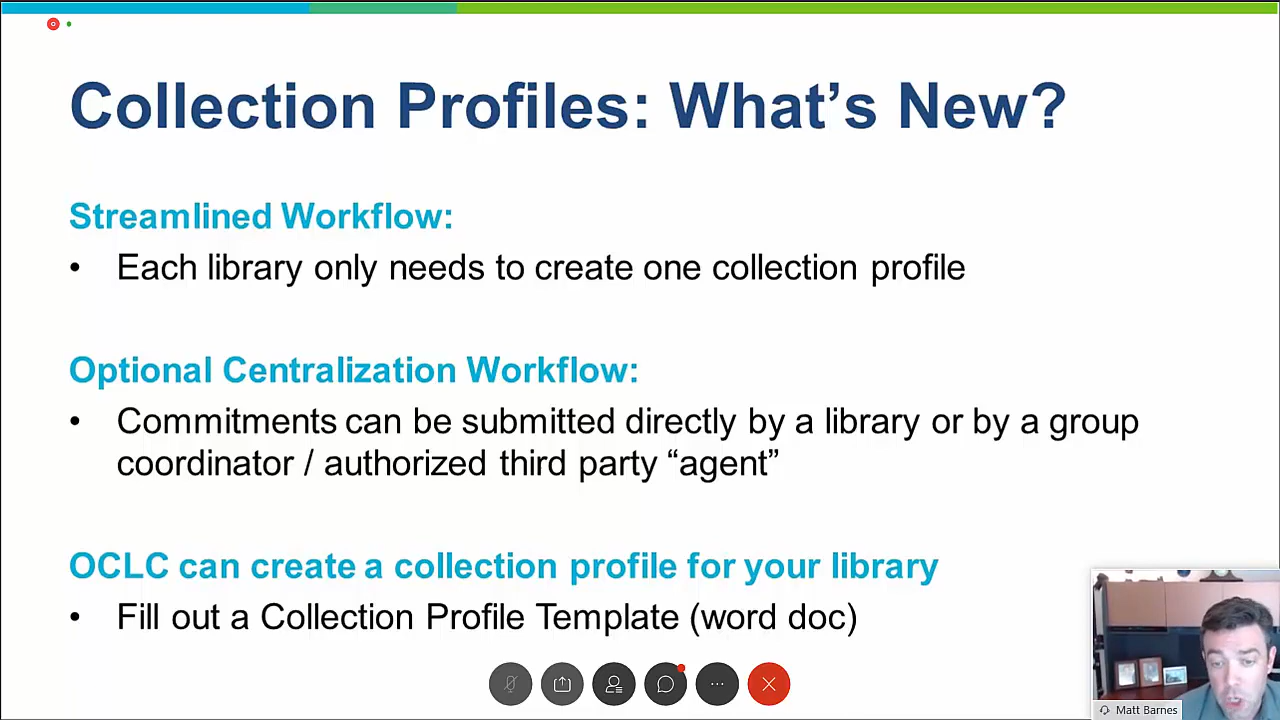 Collection Profiles: What’s New?
Streamlined Workflow:
• Each library only needs to create one collection profile
Optional Centralization Workflow:
• Commitments can be submitted directly by a library or by a group
coordinator / authorized third party “agent”
OCLC can create a collection profile for your library
• Fill out a Collection Profile Template (word doc)
Matt Barnes